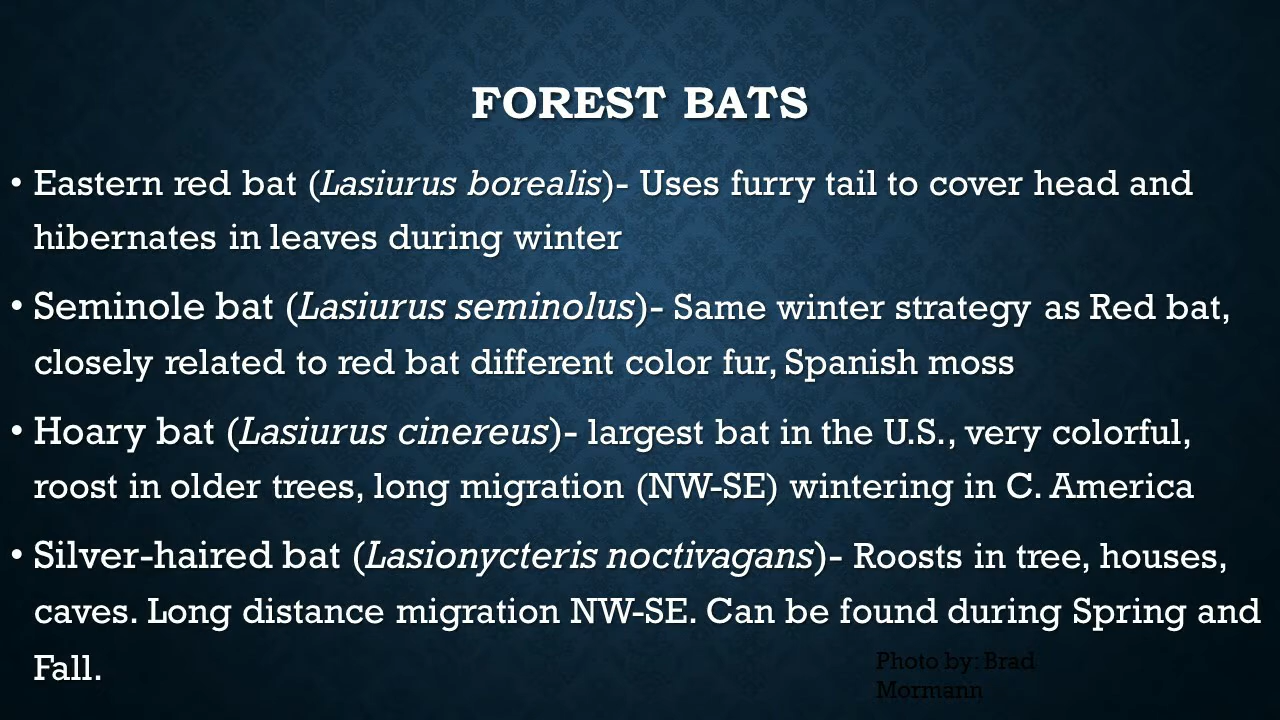 FOREST BATS
• Eastern red bat (Lasiurus borealis)- Uses furry tail to cover head and
hibernates in leaves during winter
• Seminole bat (Lasiurus seminolus)- Same winter strategy as Red bat,
closely related to red bat different color fur, Spanish moss
• Hoary bat (Lasiurus cinereus)- largest bat in the U.S., very colorful,
roost in older trees, long migration (NW-SE) wintering in C. America
• Silver-haired bat (Lasionycteris noctivagans)- Roosts in tree, houses,
caves. Long distance migration NW-SE. Can be found during Spring and
Fall.
Photo by: Brad
Mormann